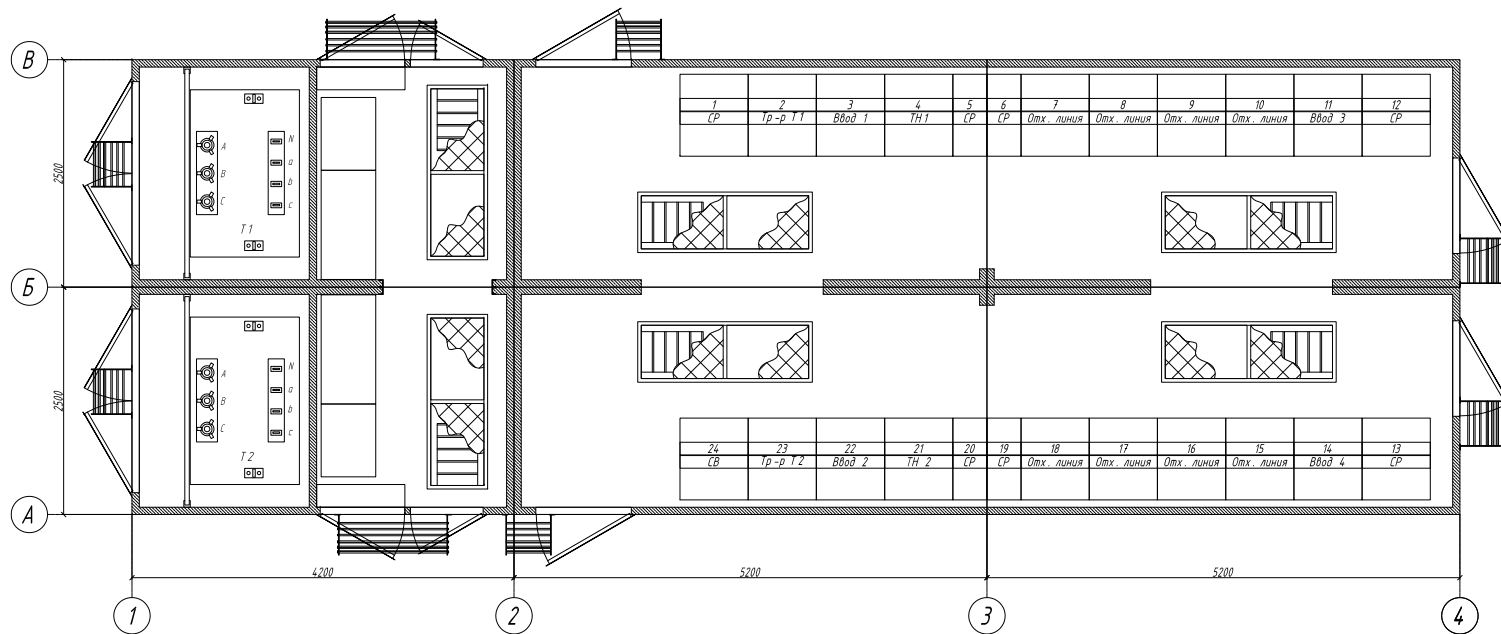 В
1 2 3 4 5 6 7 8 9 10 11 12
СР Тр-р Т1 Ввод 1 ТН1 СР СР Отх. линия Отх. линия Отх. линия Отх. линия Ввод 3 СР
A N
a
B b
C c
Т1
2500
Б
A N
a
B b
C c
Т2
2500
24 23 22 21 20 19 18 17 16 15 14 13
СВ Тр-р Т2 Ввод 2 ТН 2 СР СР Отх. линия Отх. линия Отх. линия Отх. линия Ввод 4 СР
А
4200 5200 5200
1 2 3 4